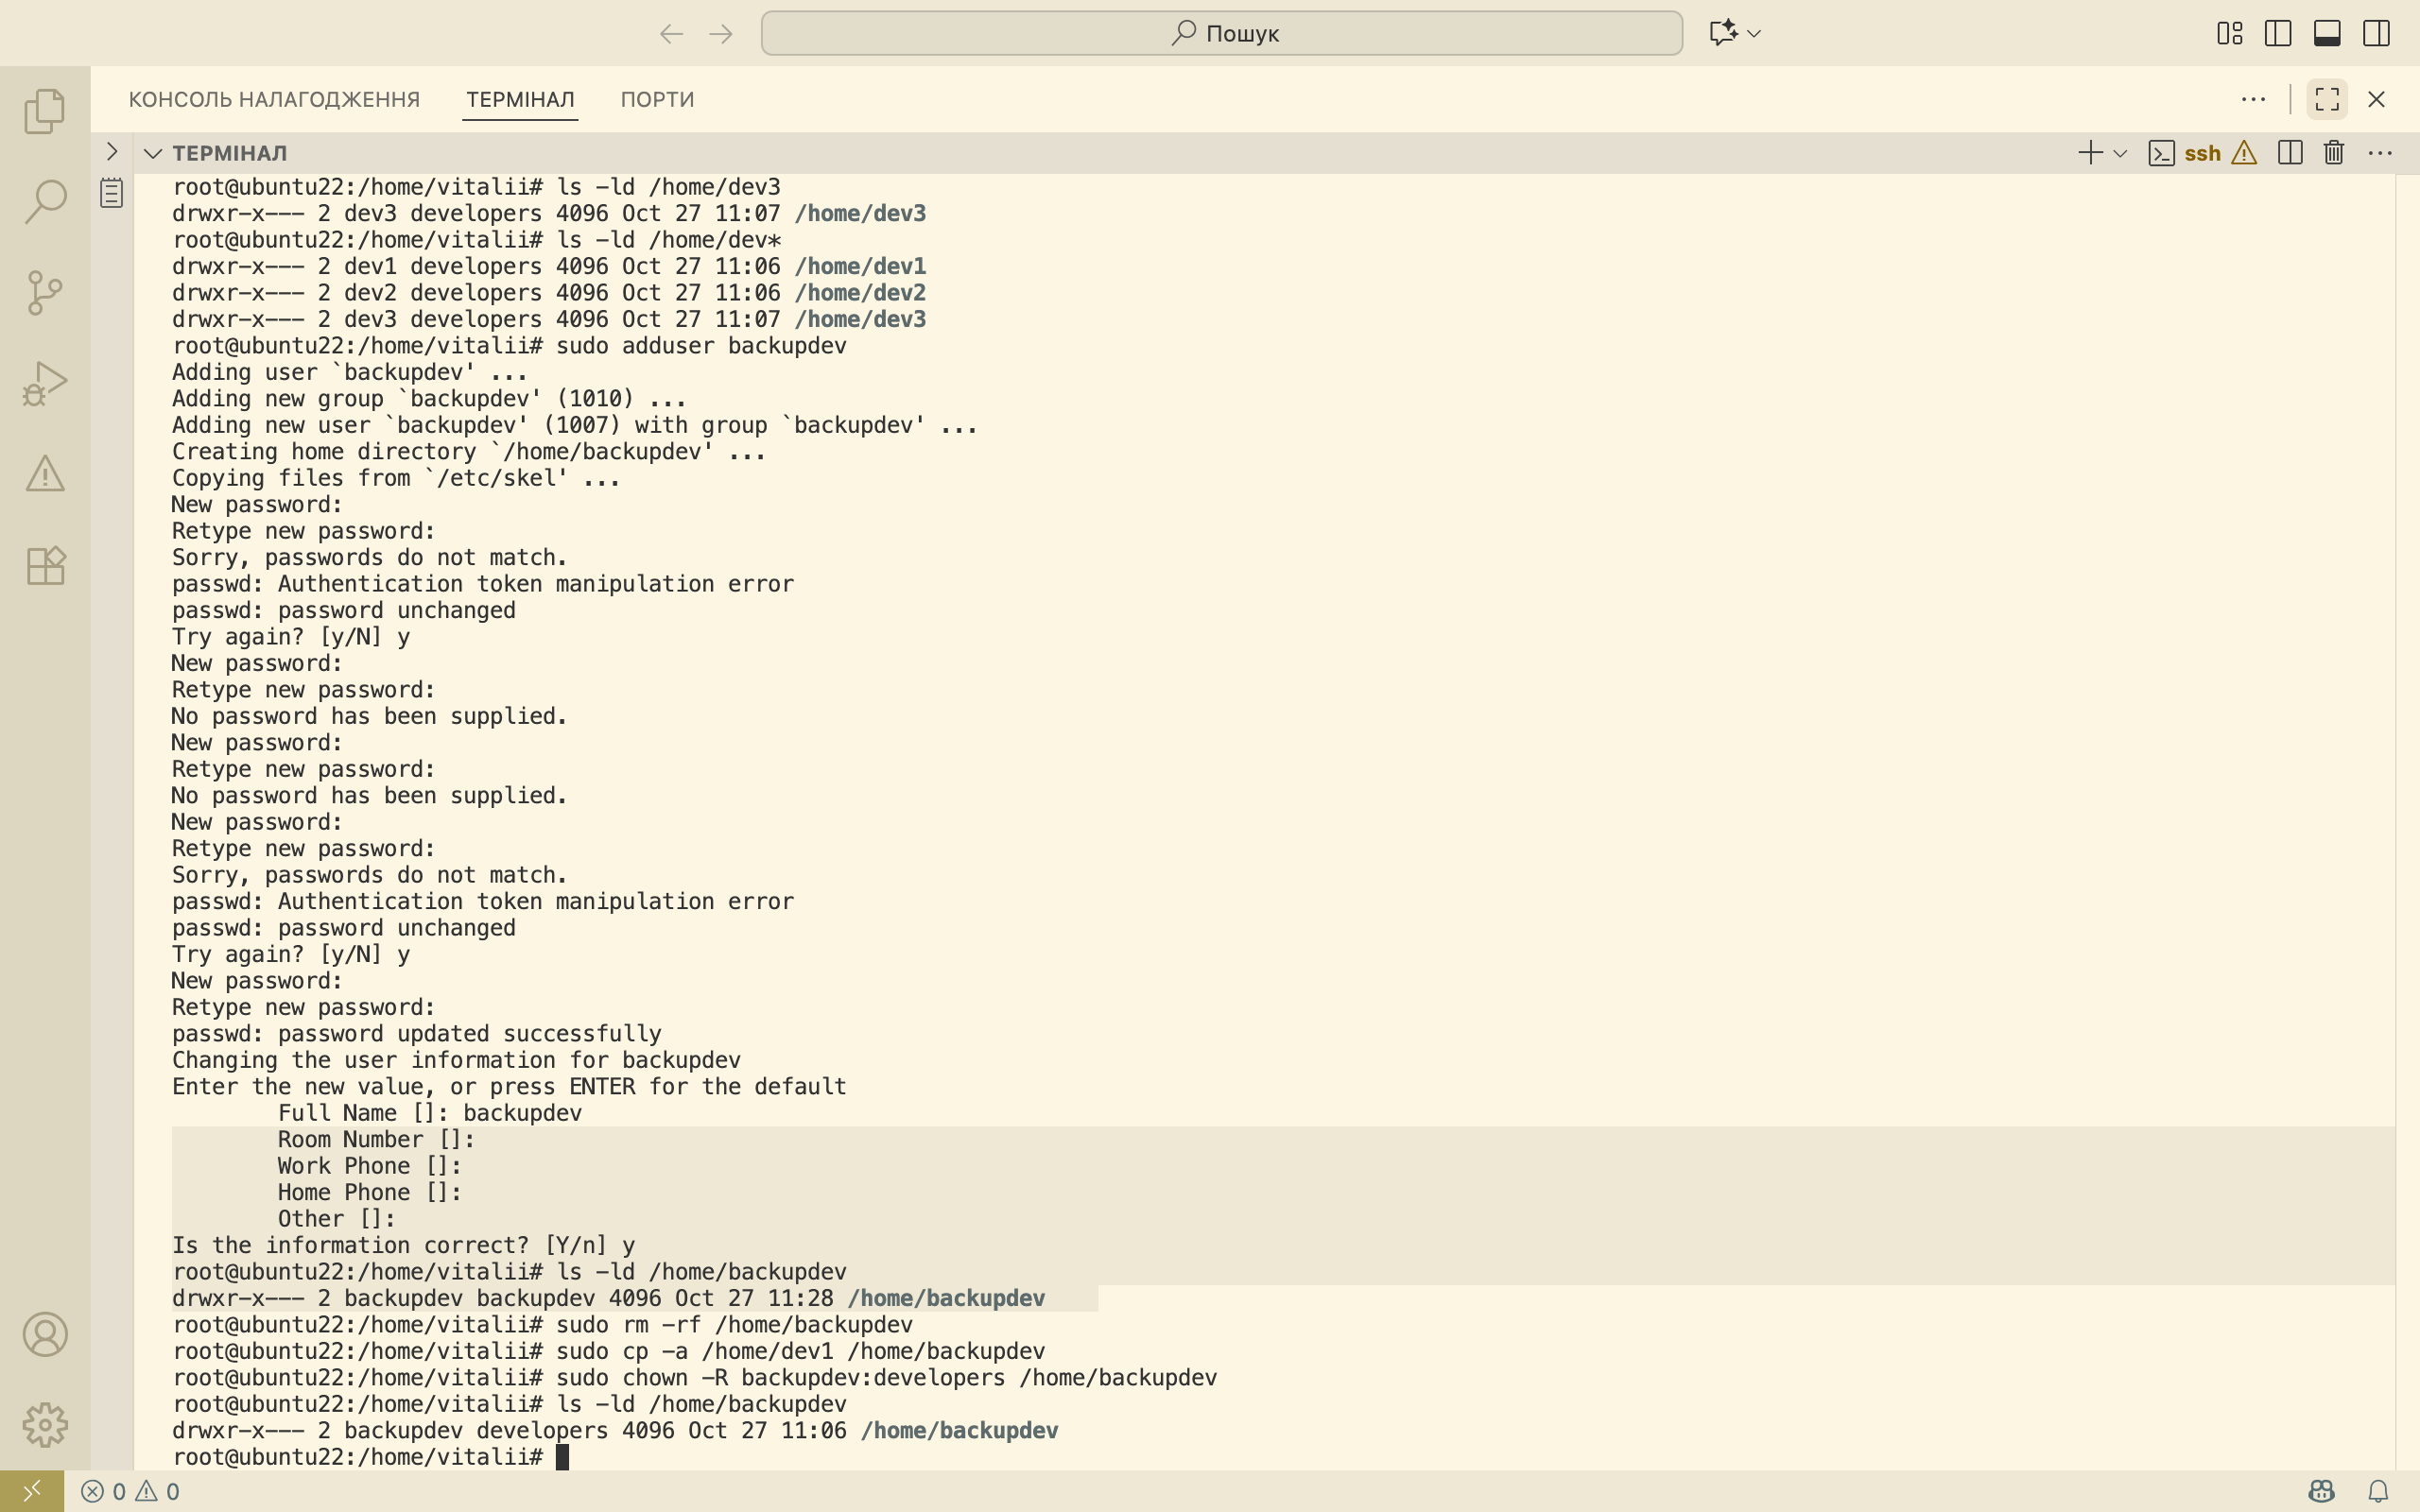 Пошук
КОНСОЛЬ НАЛАГОДЖЕННЯ ТЕРМІНАЛ ПОРТИ
ТЕРМІНАЛ ssh
root@ubuntu22:/home/vitalii# ls -ld /home/dev3
drwxr-x--- 2 dev3 developers 4096 Oct 27 11:07 /home/dev3
root@ubuntu22:/home/vitalii# ls -ld /home/dev*
drwxr-x--- 2 dev1 developers 4096 Oct 27 11:06 /home/dev1
drwxr-x--- 2 dev2 developers 4096 Oct 27 11:06 /home/dev2
drwxr-x--- 2 dev3 developers 4096 Oct 27 11:07 /home/dev3
root@ubuntu22:/home/vitalii# sudo adduser backupdev
Adding user `backupdev' ...
Adding new group `backupdev' (1010) ...
Adding new user `backupdev' (1007) with group `backupdev' ...
Creating home directory `/home/backupdev' ...
Copying files from `/etc/skel' ...
New password:
Retype new password:
Sorry, passwords do not match.
passwd: Authentication token manipulation error
passwd: password unchanged
Try again? [y/N] y
New password:
Retype new password:
No password has been supplied.
New password:
Retype new password:
No password has been supplied.
New password:
Retype new password:
Sorry, passwords do not match.
passwd: Authentication token manipulation error
passwd: password unchanged
Try again? [y/N] y
New password:
Retype new password:
passwd: password updated successfully
Changing the user information for backupdev
Enter the new value, or press ENTER for the default
Full Name []: backupdev
Room Number []:
Work Phone []:
Home Phone []:
Other []:
Is the information correct? [Y/n] y
root@ubuntu22:/home/vitalii# ls -ld /home/backupdev
drwxr-x--- 2 backupdev backupdev 4096 Oct 27 11:28 /home/backupdev
root@ubuntu22:/home/vitalii# sudo rm -rf /home/backupdev
root@ubuntu22:/home/vitalii# sudo cp -a /home/dev1 /home/backupdev
root@ubuntu22:/home/vitalii# sudo chown -R backupdev:developers /home/backupdev
root@ubuntu22:/home/vitalii# ls -ld /home/backupdev
drwxr-x--- 2 backupdev developers 4096 Oct 27 11:06 /home/backupdev
root@ubuntu22:/home/vitalii#
0 0